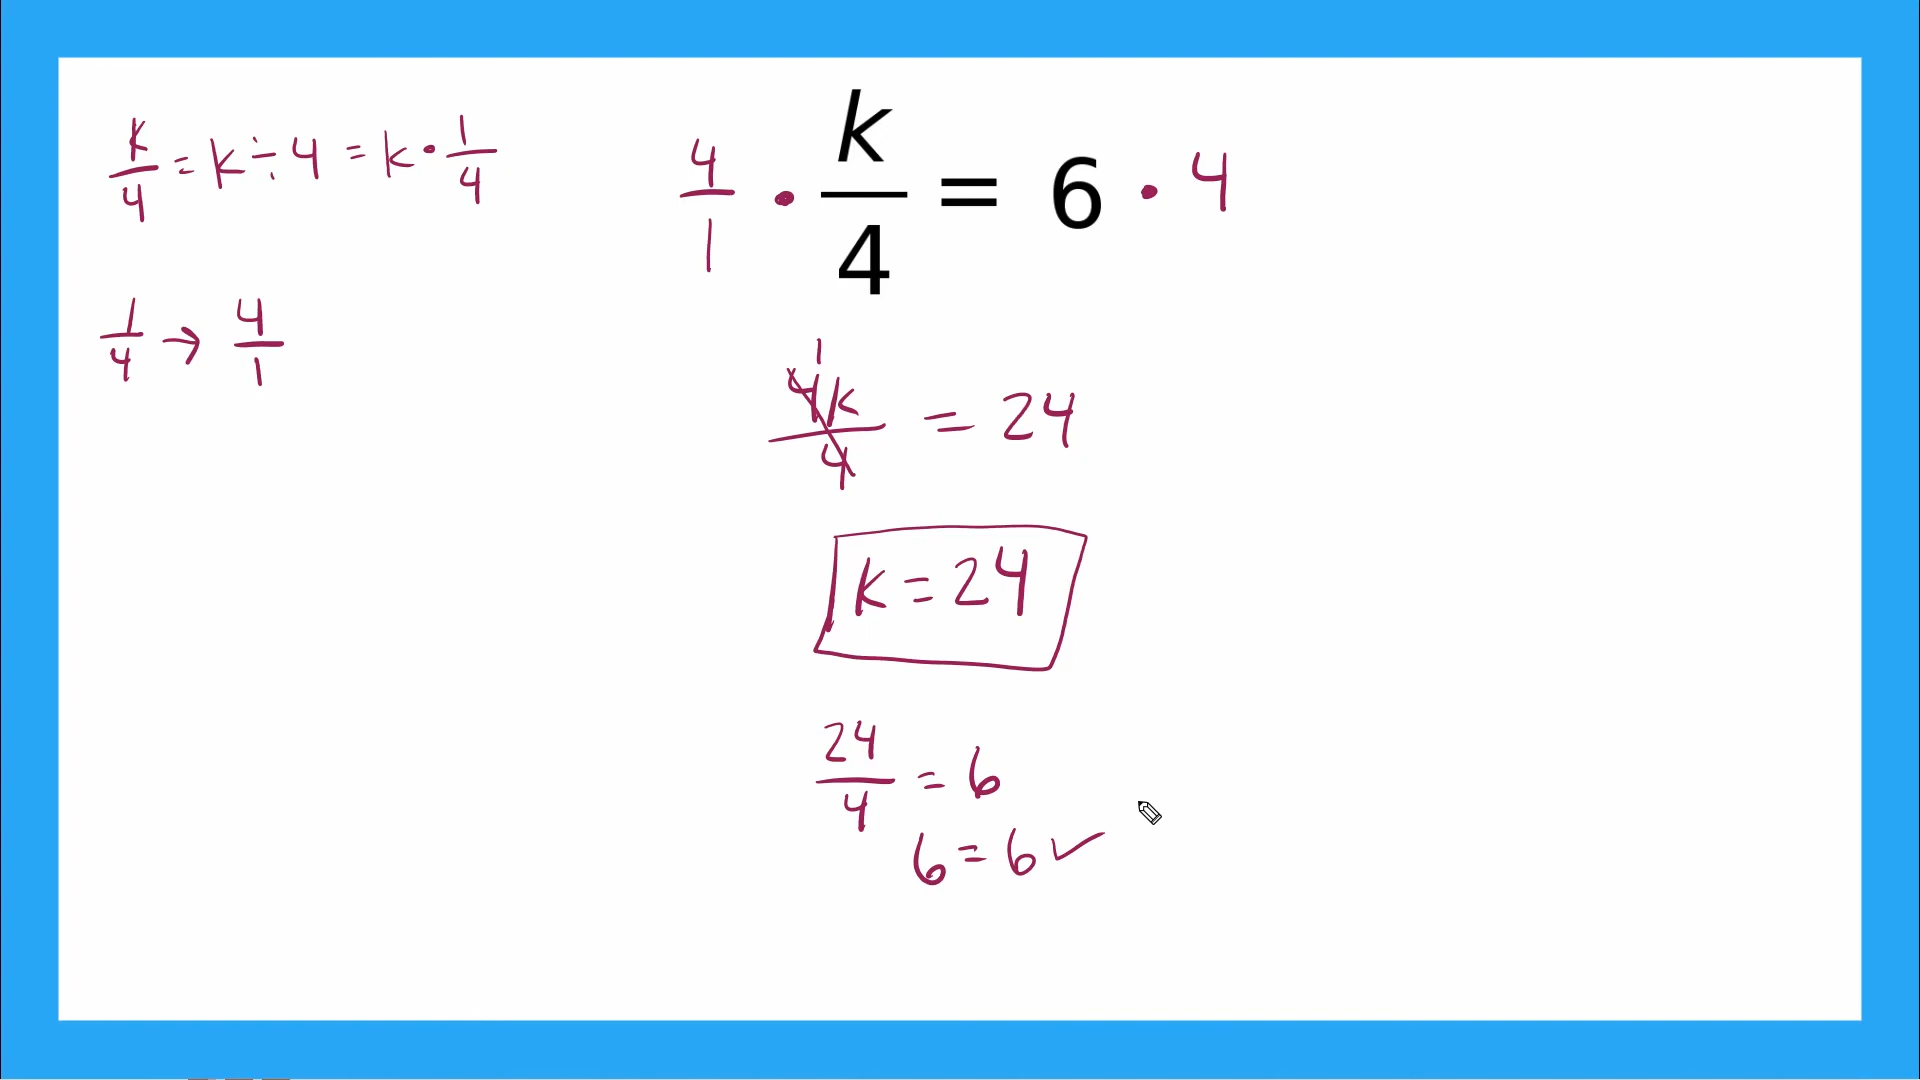 k/4 = k ÷ 4 = k · 1/4
1/4 → 4/1
4/1 · k/4 = 6 · 4
1
4k/4 = 24
k = 24
24/4 = 6
6 = 6 ✓